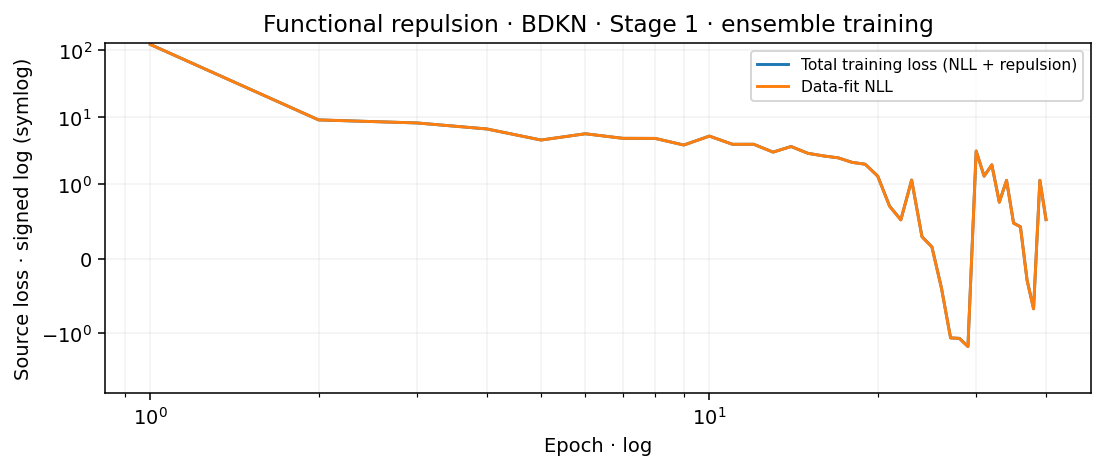 Functional repulsion · BDKN · Stage 1 · ensemble training
Source loss · signed log (symlog)
10²
10¹
10⁰
0
−10⁰
Total training loss (NLL + repulsion)
Data-fit NLL
10⁰
10¹
Epoch · log